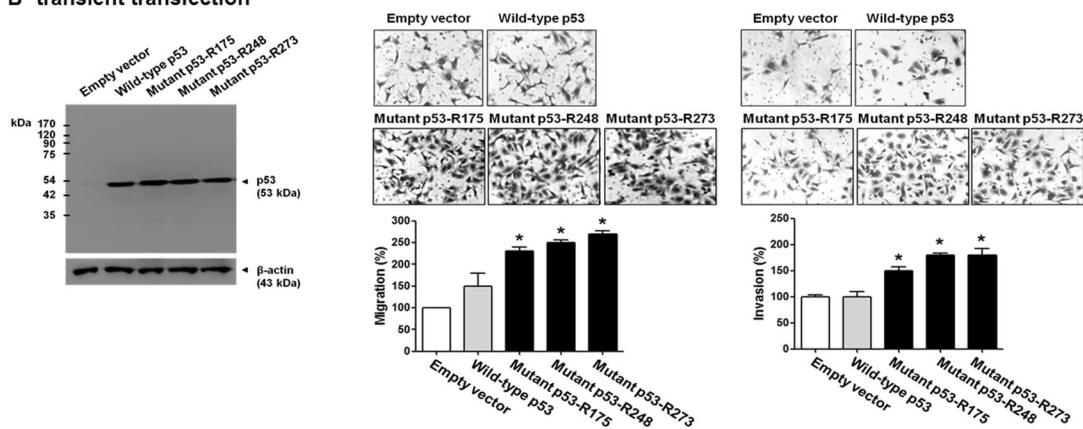 B transient transfection
Empty vector
Wild-type p53
Mutant p53-R175
Mutant p53-R248
Mutant p53-R273
kDa
170
120
90
75
54
42
35
p53
(53 kDa)
β-actin
(43 kDa)
Empty vector Wild-type p53
Mutant p53-R175 Mutant p53-R248 Mutant p53-R273
Migration (%)
300
250
200
150
100
50
0
* * *
Empty vector
Wild-type p53
Mutant p53-R175
Mutant p53-R248
Mutant p53-R273
Empty vector Wild-type p53
Mutant p53-R175 Mutant p53-R248 Mutant p53-R273
Invasion (%)
250
200
150
100
50
0
* * *
Empty vector
Wild-type p53
Mutant p53-R175
Mutant p53-R248
Mutant p53-R273